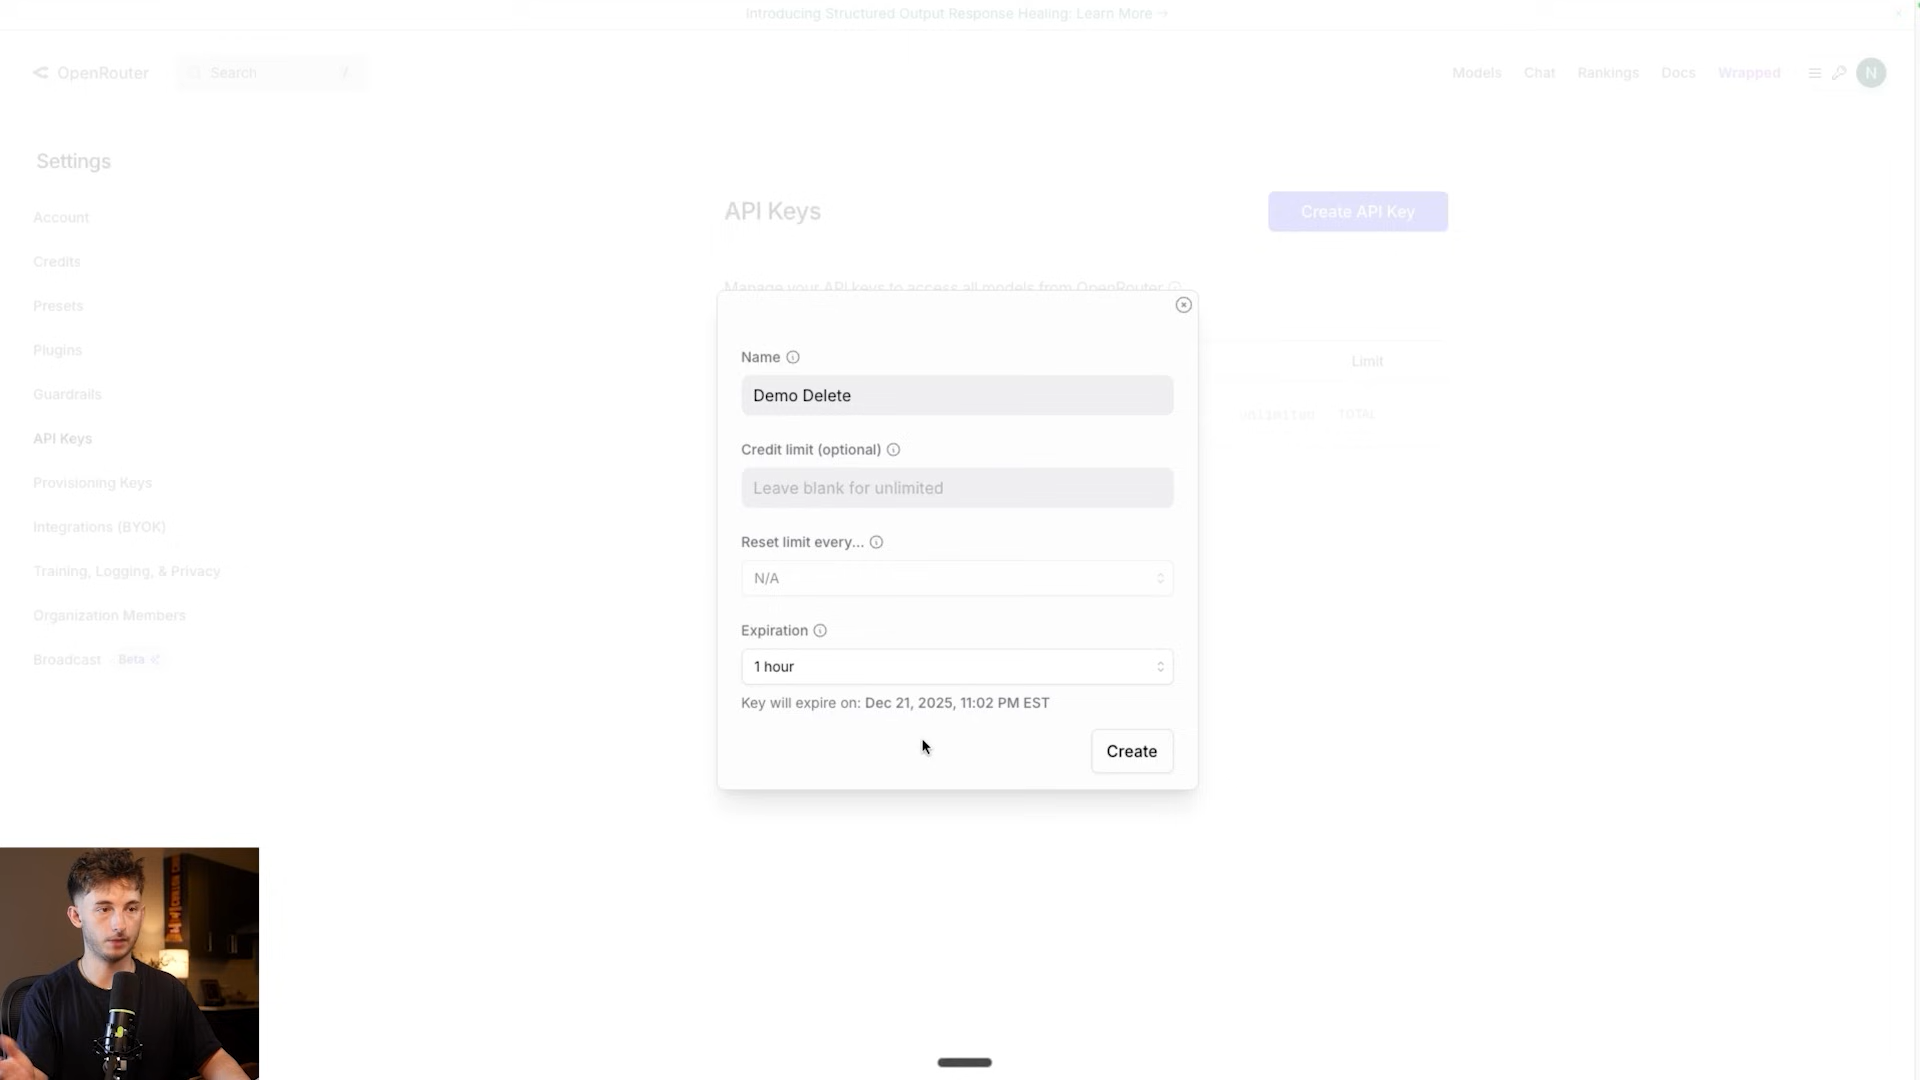 Introducing Structured Output Response Healing: Learn More →
OpenRouter
Search
/
Models
Chat
Rankings
Docs
Wrapped
N
Settings
Account
Credits
Presets
Plugins
Guardrails
API Keys
Provisioning Keys
Integrations (BYOK)
Training, Logging, & Privacy
Organization Members
Broadcast Beta
API Keys
Create API Key
Manage your API keys to access all models from OpenRouter
Limit
unlimited TOTAL
Name
Demo Delete
Credit limit (optional)
Leave blank for unlimited
Reset limit every...
N/A
Expiration
1 hour
Key will expire on: Dec 21, 2025, 11:02 PM EST
Create